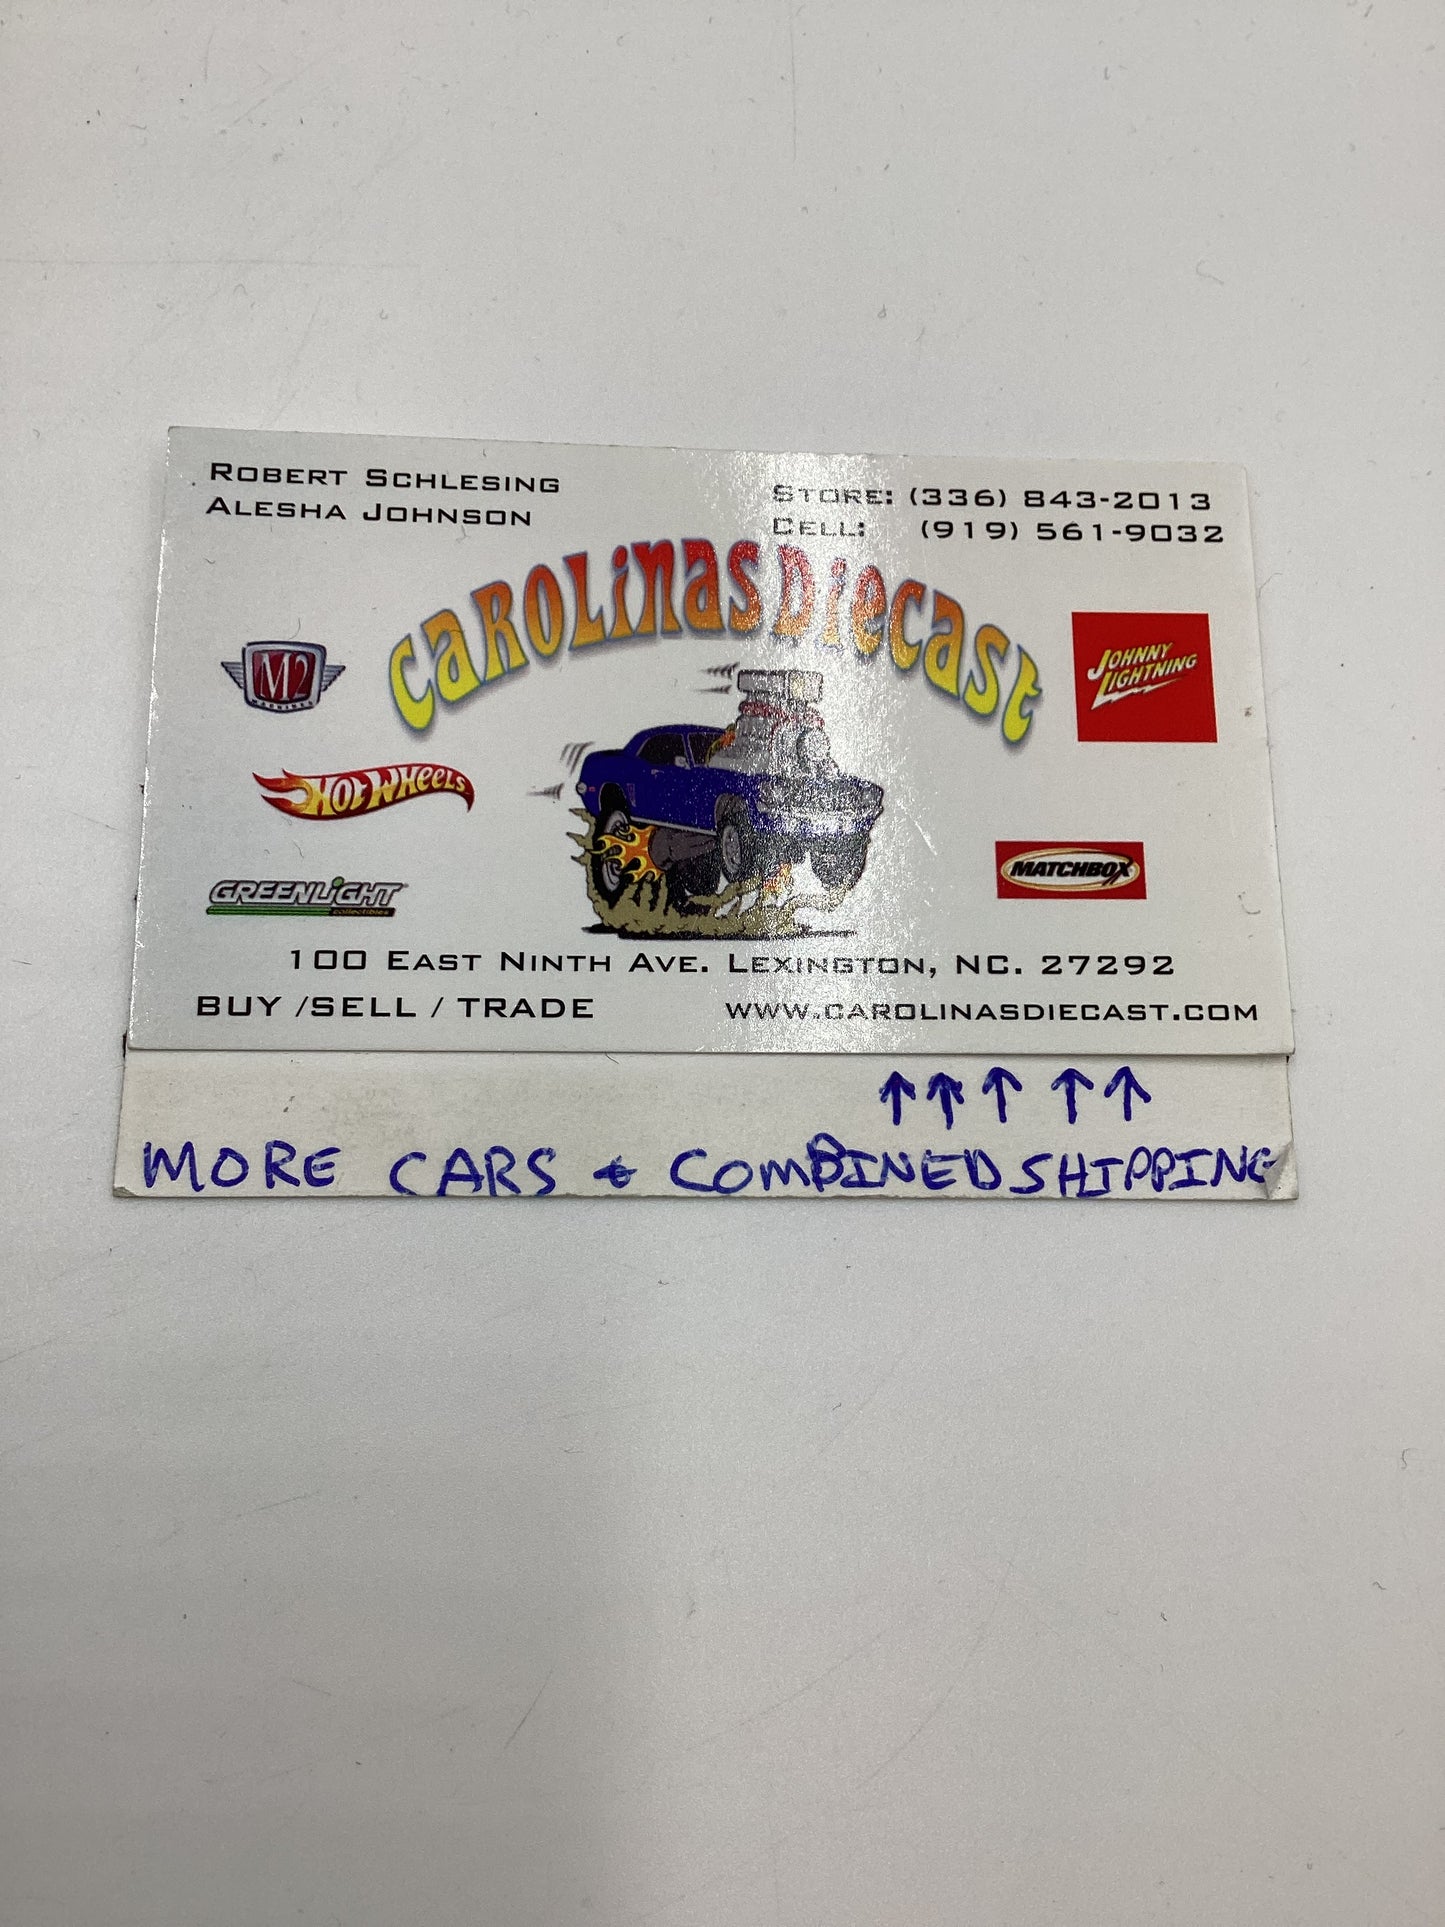 ROBERT SCHLESING
ALESHA JOHNSON
STORE: (336) 843-2013
CELL: (919) 561-9032
CAROLINAS DIECAST
M2
MACHINES
JOHNNY
LIGHTNING
HOT WHEELS
MATCHBOX
GREENLIGHT
collectibles
100 EAST NINTH AVE. LEXINGTON, NC. 27292
BUY /SELL / TRADE
WWW.CAROLINASDIECAST.COM
↑↑↑ ↑↑
MORE CARS & COMBINED SHIPPING